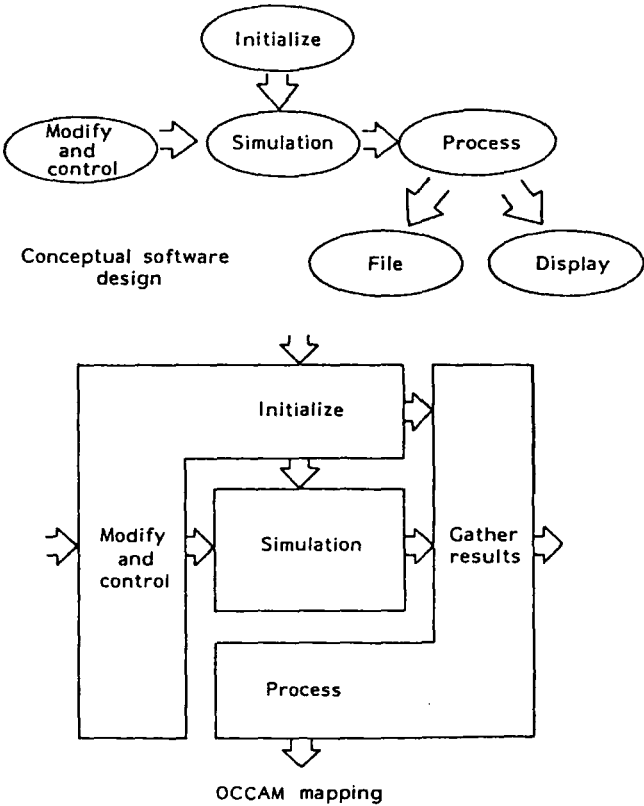 Initialize
Modify
and
control
Simulation
Process
Conceptual software
design
File
Display
Initialize
Modify
and
control
Simulation
Gather
results
Process
OCCAM mapping